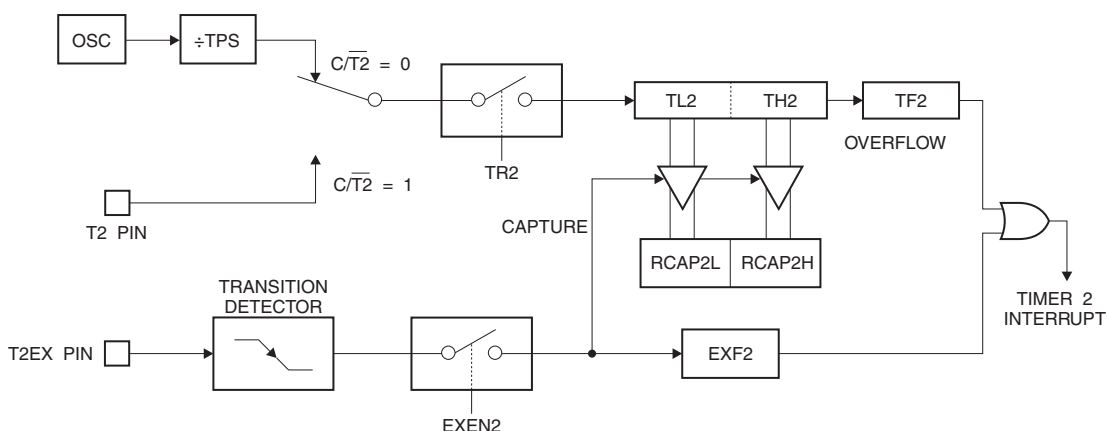 OSC
÷TPS
C/T2 = 0
TL2
TH2
TF2
OVERFLOW
TR2
C/T2 = 1
T2 PIN
CAPTURE
RCAP2L
RCAP2H
TRANSITION
DETECTOR
TIMER 2
INTERRUPT
T2EX PIN
EXF2
EXEN2